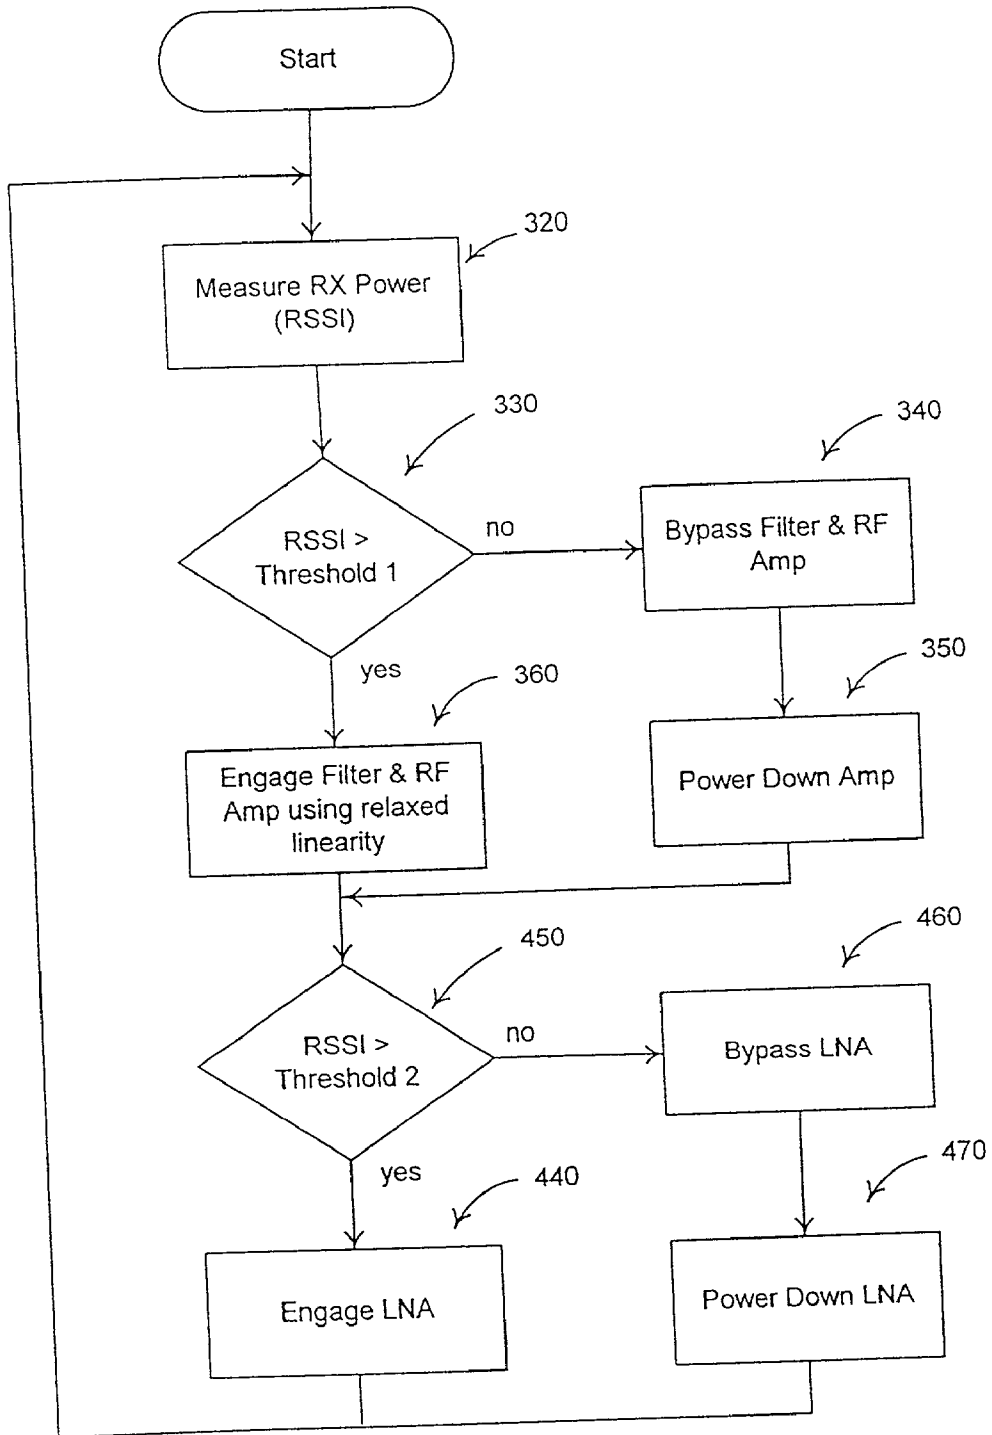 Start
320
Measure RX Power
(RSSI)
330
340
RSSI >
Threshold 1
no
Bypass Filter & RF
Amp
yes
360
350
Engage Filter & RF
Amp using relaxed
linearity
Power Down Amp
450
460
RSSI >
Threshold 2
no
Bypass LNA
yes
440
470
Engage LNA
Power Down LNA